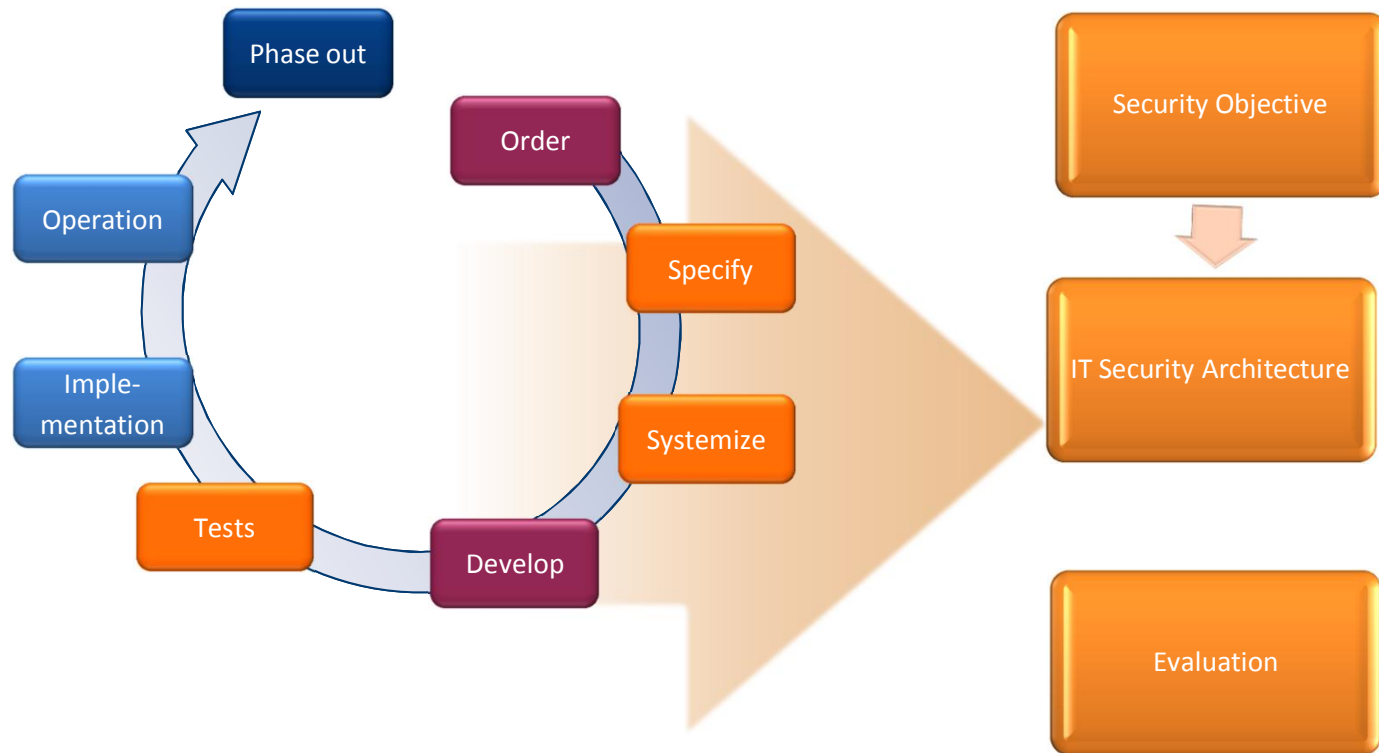 Phase out
Order
Specify
Systemize
Develop
Tests
Imple-
mentation
Operation
Security Objective
IT Security Architecture
Evaluation